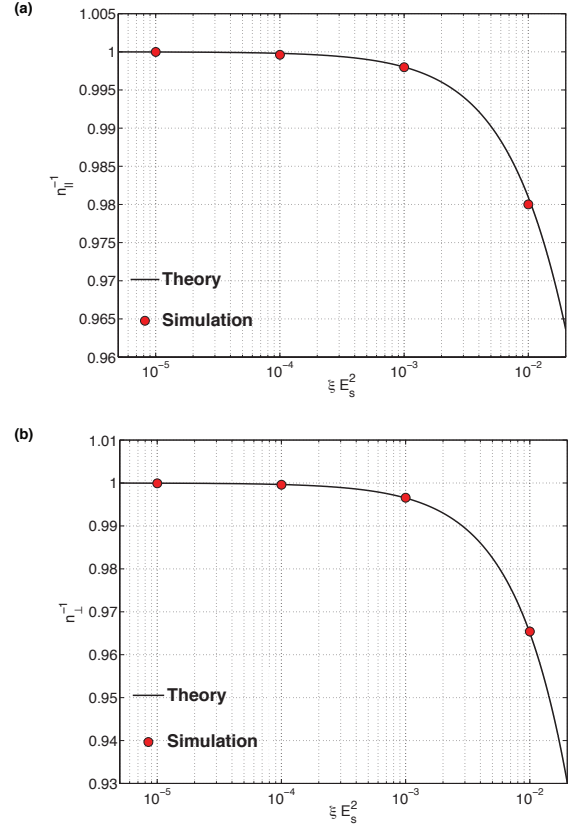 (a)
1.005
1
0.995
0.99
0.985
0.98
0.975
0.97
0.965
0.96
n||⁻¹
Theory
Simulation
10⁻⁵ 10⁻⁴ 10⁻³ 10⁻²
ξ Eₛ²
(b)
1.01
1
0.99
0.98
0.97
0.96
0.95
0.94
0.93
n⊥⁻¹
Theory
Simulation
10⁻⁵ 10⁻⁴ 10⁻³ 10⁻²
ξ Eₛ²